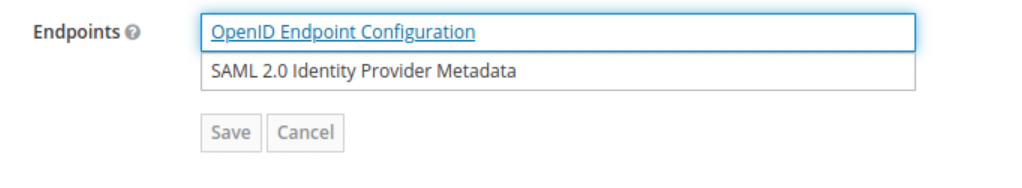 Endpoints
OpenID Endpoint Configuration
SAML 2.0 Identity Provider Metadata
Save Cancel